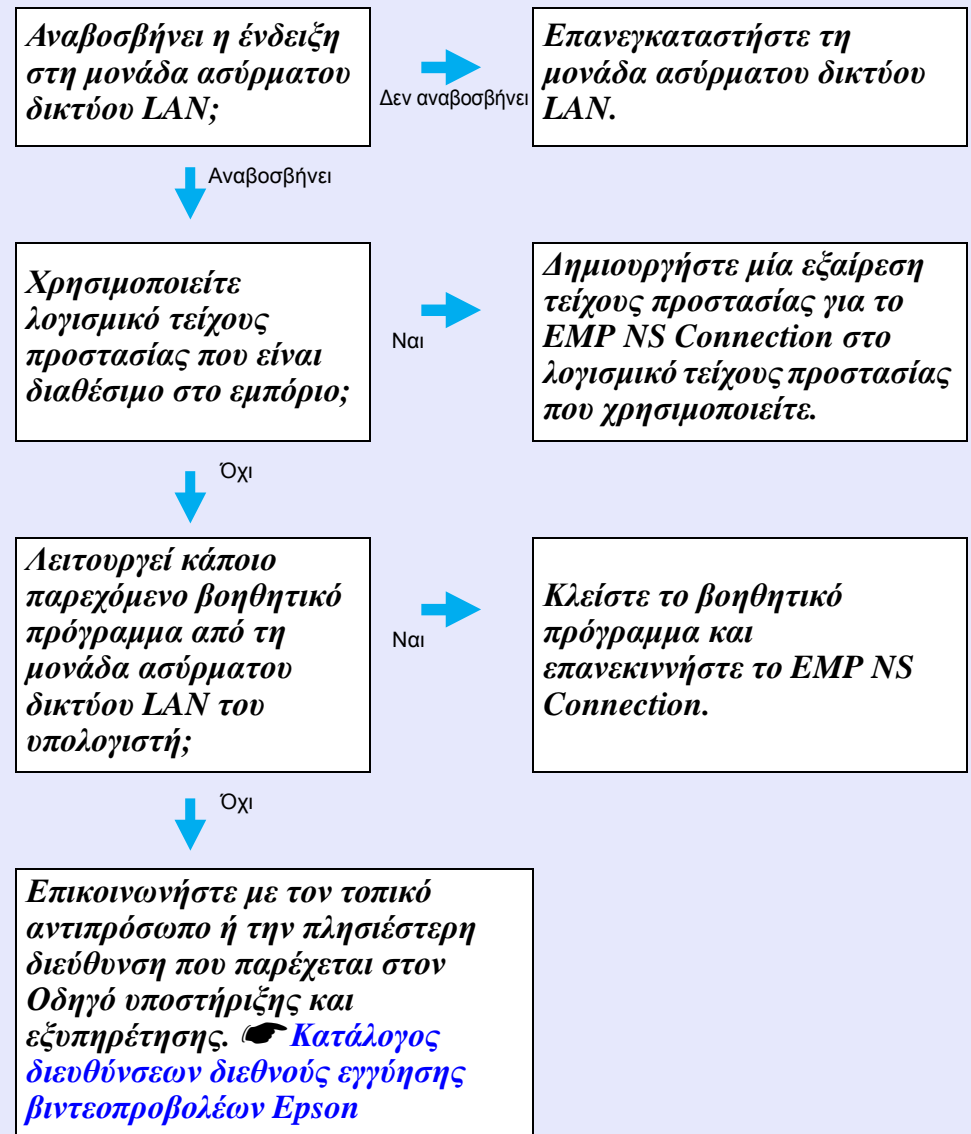 Αναβοσβήνει η ένδειξη
στη μονάδα ασύρματου
δικτύου LAN;
Δεν αναβοσβήνει
Επανεγκαταστήστε τη
μονάδα ασύρματου δικτύου
LAN.
Αναβοσβήνει
Χρησιμοποιείτε
λογισμικό τείχους
προστασίας που είναι
διαθέσιμο στο εμπόριο;
Ναι
Δημιουργήστε μία εξαίρεση
τείχους προστασίας για το
EMP NS Connection στο
λογισμικό τείχους προστασίας
που χρησιμοποιείτε.
Όχι
Λειτουργεί κάποιο
παρεχόμενο βοηθητικό
πρόγραμμα από τη
μονάδα ασύρματου
δικτύου LAN του
υπολογιστή;
Ναι
Κλείστε το βοηθητικό
πρόγραμμα και
επανεκιννήστε το EMP NS
Connection.
Όχι
Επικοινωνήστε με τον τοπικό
αντιπρόσωπο ή την πλησιέστερη
διεύθυνση που παρέχεται στον
Οδηγό υποστήριξης και
εξυπηρέτησης. ☛ Κατάλογος
διευθύνσεων διεθνούς εγγύησης
βιντεοπροβολέων Epson